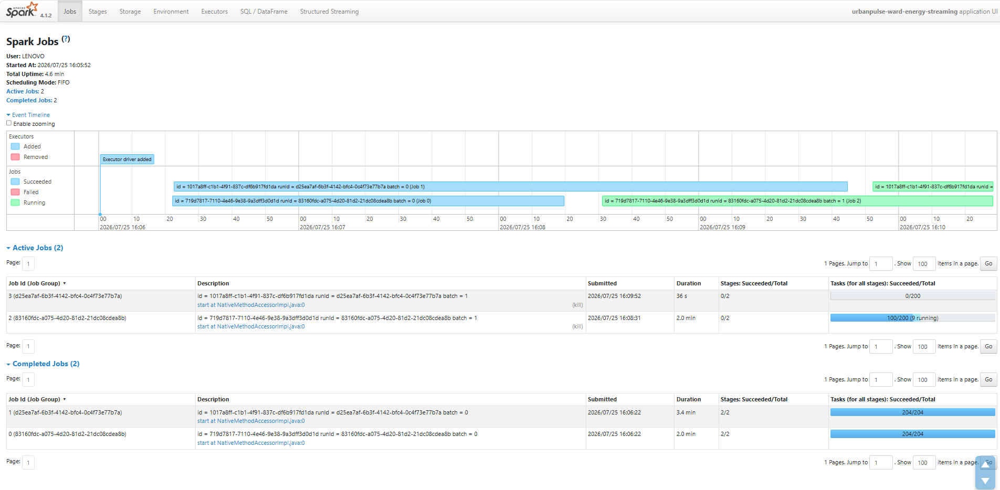 APACHE Spark 4.1.2 Jobs Stages Storage Environment Executors SQL / DataFrame Structured Streaming urbanpulse-ward-energy-streaming application UI
Spark Jobs (?)
User: LENOVO
Started At: 2026/07/25 16:05:52
Total Uptime: 4.6 min
Scheduling Mode: FIFO
Active Jobs: 2
Completed Jobs: 2
Event Timeline
Enable zooming
Executors
Added
Removed
Executor driver added
Jobs
Succeeded
Failed
Running
id = 1017a8ff-c1b1-4f91-837c-df6b917fd1da runId = d25ea7af-6b3f-4142-bfc4-0c4f73e77b7a batch = 0 (Job 1)
id = 1017a8ff-c1b1-4f91-837c-df6b917fd1da runId =
id = 719d7817-7110-4e46-9e38-9a3dff3d0d1d runId = 83160fdc-a075-4d20-81d2-21dc08cdea8b batch = 0 (Job 0)
id = 719d7817-7110-4e46-9e38-9a3dff3d0d1d runId = 83160fdc-a075-4d20-81d2-21dc08cdea8b batch = 1 (Job 2)
00 10 20 30 40 50 00 10 20 30 40 50 00 10 20 30 40 50 00 10 20 30 40 50 00 10 20
2026/07/25 16:06 2026/07/25 16:07 2026/07/25 16:08 2026/07/25 16:09 2026/07/25 16:10
Active Jobs (2)
Page: 1 1 Pages. Jump to 1 . Show 100 items in a page. Go
Job Id (Job Group) ▾ Description Submitted Duration Stages: Succeeded/Total Tasks (for all stages): Succeeded/Total
3 (d25ea7af-6b3f-4142-bfc4-0c4f73e77b7a) id = 1017a8ff-c1b1-4f91-837c-df6b917fd1da runId = d25ea7af-6b3f-4142-bfc4-0c4f73e77b7a batch = 1 2026/07/25 16:09:52 36 s 0/2 0/200
start at NativeMethodAccessorImpl.java:0 (kill)
2 (83160fdc-a075-4d20-81d2-21dc08cdea8b) id = 719d7817-7110-4e46-9e38-9a3dff3d0d1d runId = 83160fdc-a075-4d20-81d2-21dc08cdea8b batch = 1 2026/07/25 16:08:31 2.0 min 0/2 100/200 (9 running)
start at NativeMethodAccessorImpl.java:0 (kill)
Page: 1 1 Pages. Jump to 1 . Show 100 items in a page. Go
Completed Jobs (2)
Page: 1 1 Pages. Jump to 1 . Show 100 items in a page. Go
Job Id (Job Group) ▾ Description Submitted Duration Stages: Succeeded/Total Tasks (for all stages): Succeeded/Total
1 (d25ea7af-6b3f-4142-bfc4-0c4f73e77b7a) id = 1017a8ff-c1b1-4f91-837c-df6b917fd1da runId = d25ea7af-6b3f-4142-bfc4-0c4f73e77b7a batch = 0 2026/07/25 16:06:22 3.4 min 2/2 204/204
start at NativeMethodAccessorImpl.java:0
0 (83160fdc-a075-4d20-81d2-21dc08cdea8b) id = 719d7817-7110-4e46-9e38-9a3dff3d0d1d runId = 83160fdc-a075-4d20-81d2-21dc08cdea8b batch = 0 2026/07/25 16:06:22 2.0 min 2/2 204/204
start at NativeMethodAccessorImpl.java:0
Page: 1 1 Pages. Jump to 1 . Show 100 items in a page. Go